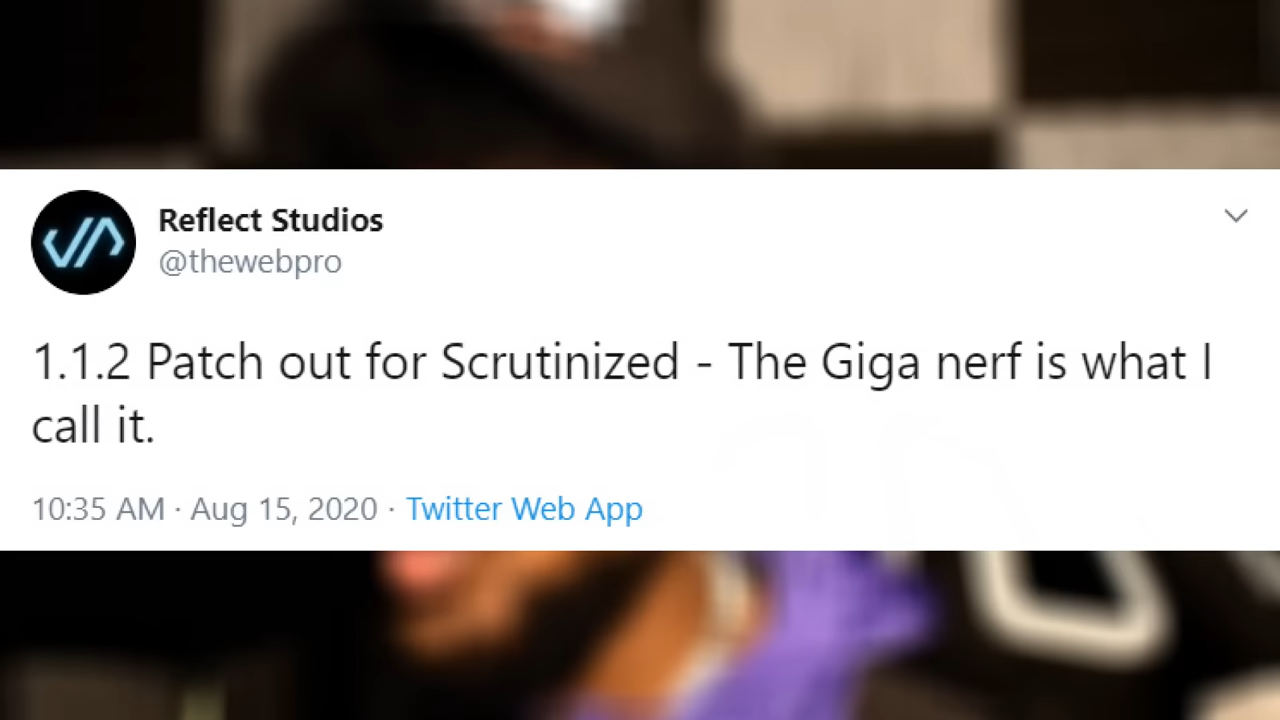 Reflect Studios
@thewebpro
1.1.2 Patch out for Scrutinized - The Giga nerf is what I
call it.
10:35 AM · Aug 15, 2020 · Twitter Web App